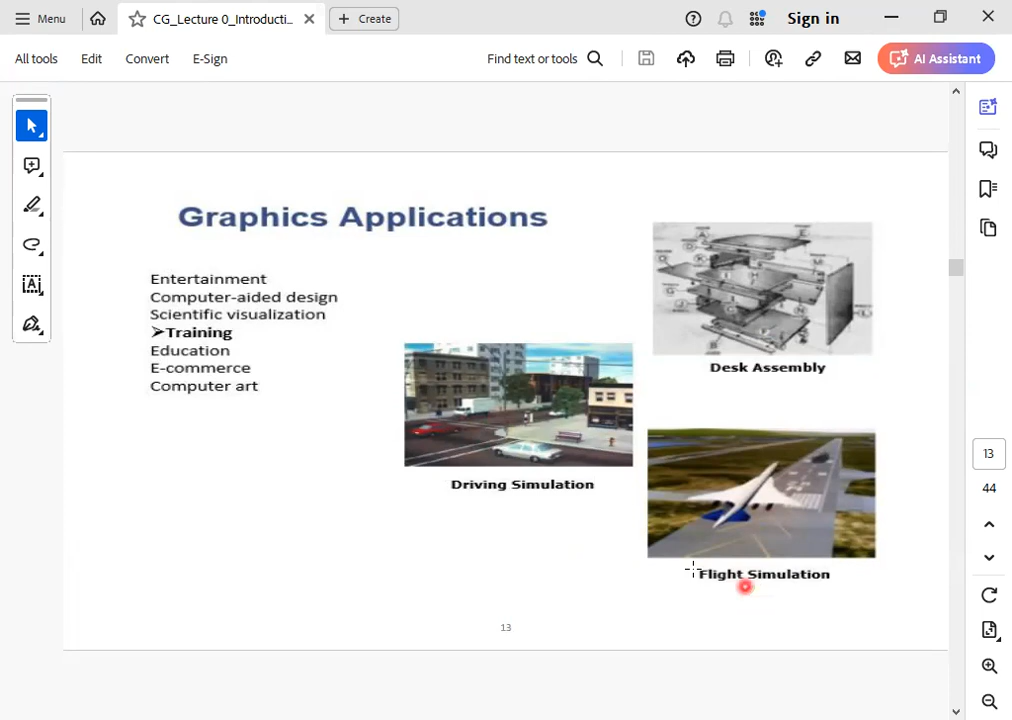 Menu
CG_Lecture 0_Introducti...
Create
Sign in
All tools
Edit
Convert
E-Sign
Find text or tools
AI Assistant
Graphics Applications
Entertainment
Computer-aided design
Scientific visualization
➤Training
Education
E-commerce
Computer art
Desk Assembly
Driving Simulation
Flight Simulation
13
13
44